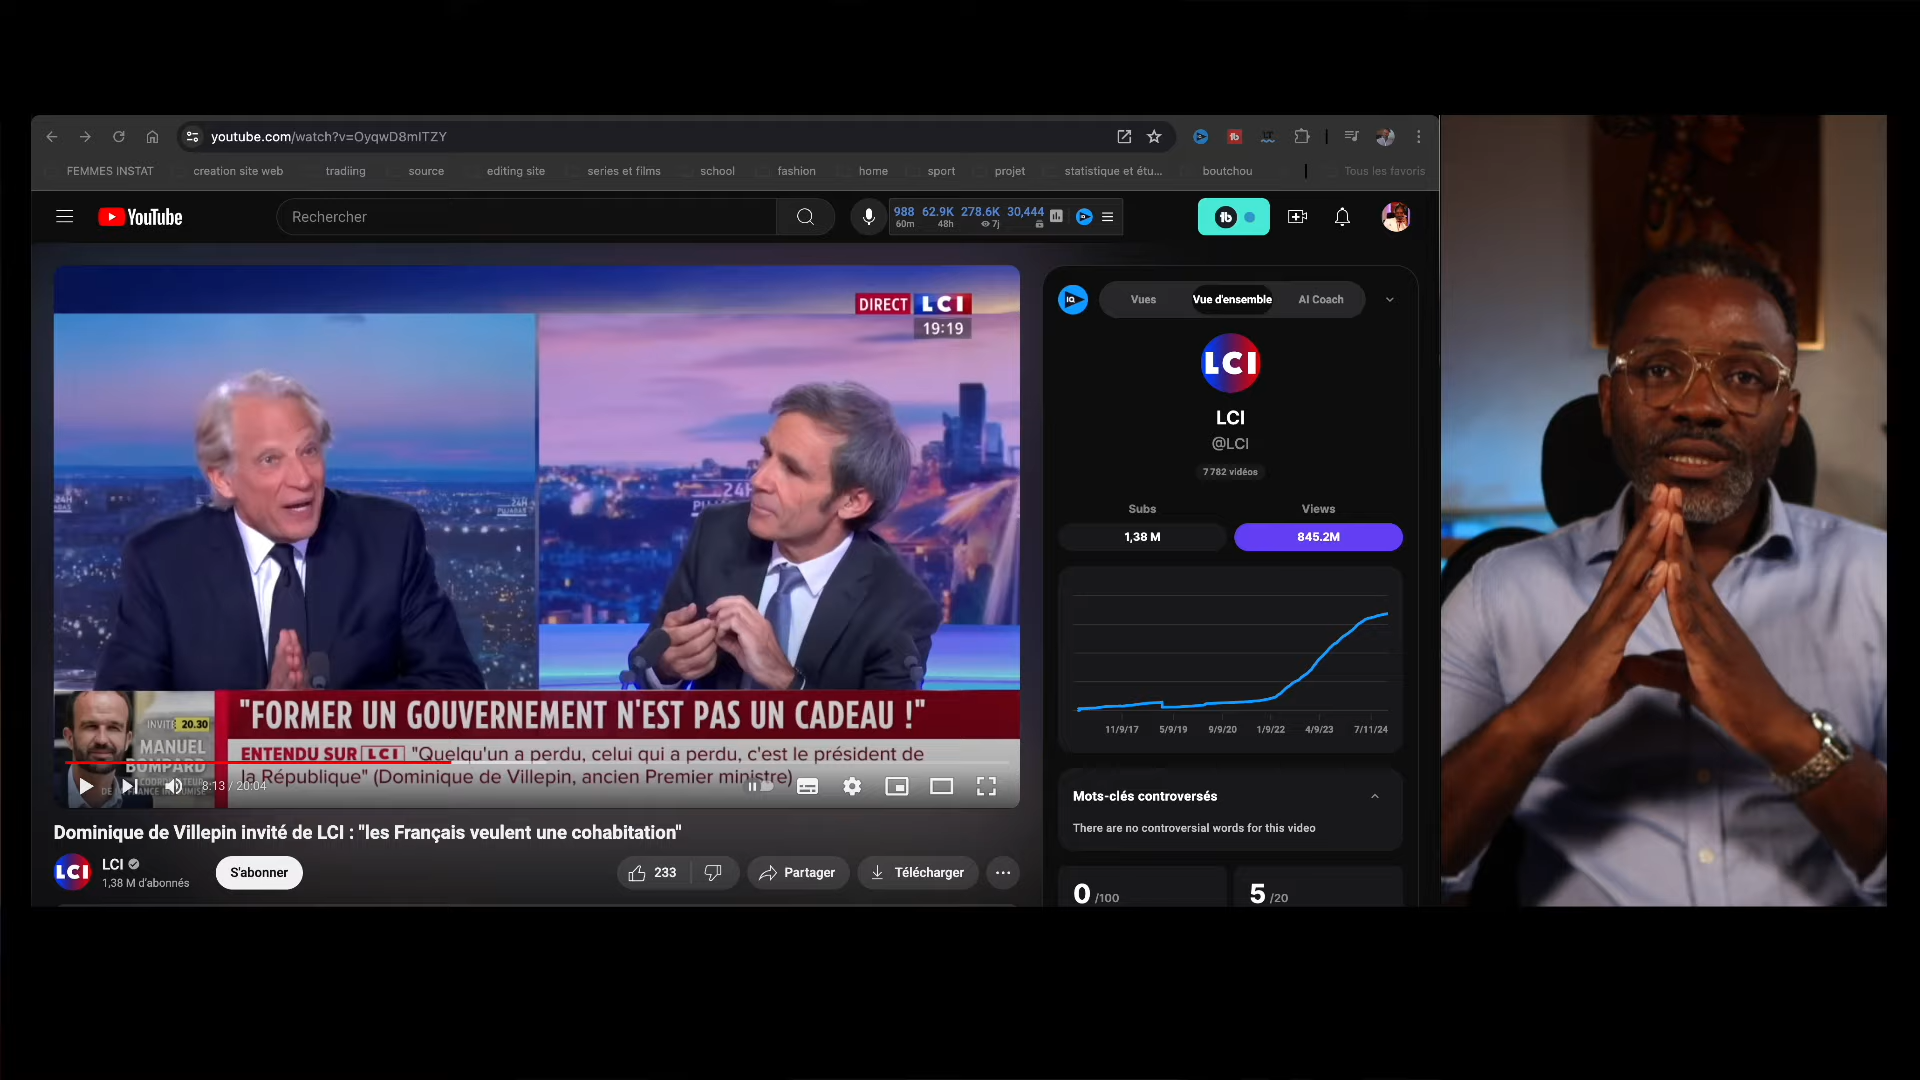 youtube.com/watch?v=OyqwD8mlTZY
FEMMES INSTAT creation site web tradiing source editing site series et films school fashion home sport projet statistique et étu... boutchou Tous les favoris
YouTube
Rechercher
988 62.9K 278.6K 30,444
60m 48h 7j
DIRECT LCI
19:19
24H
PUJADAS
INVITÉ 20.30
MANUEL
BOMPARD
"FORMER UN GOUVERNEMENT N'EST PAS UN CADEAU !"
ENTENDU SUR LCI "Quelqu'un a perdu, celui qui a perdu, c'est le président de
la République" (Dominique de Villepin, ancien Premier ministre)
8:13 / 20:04
Dominique de Villepin invité de LCI : "les Français veulent une cohabitation"
LCI
LCI
1,38 M d'abonnés
S'abonner
233
Partager
Télécharger
IQ
Vues Vue d'ensemble AI Coach
LCI
LCI
@LCI
7 782 vidéos
Subs Views
1,38 M 845.2M
11/9/17 5/9/19 9/9/20 1/9/22 4/9/23 7/11/24
Mots-clés controversés
There are no controversial words for this video
0 /100 5 /20